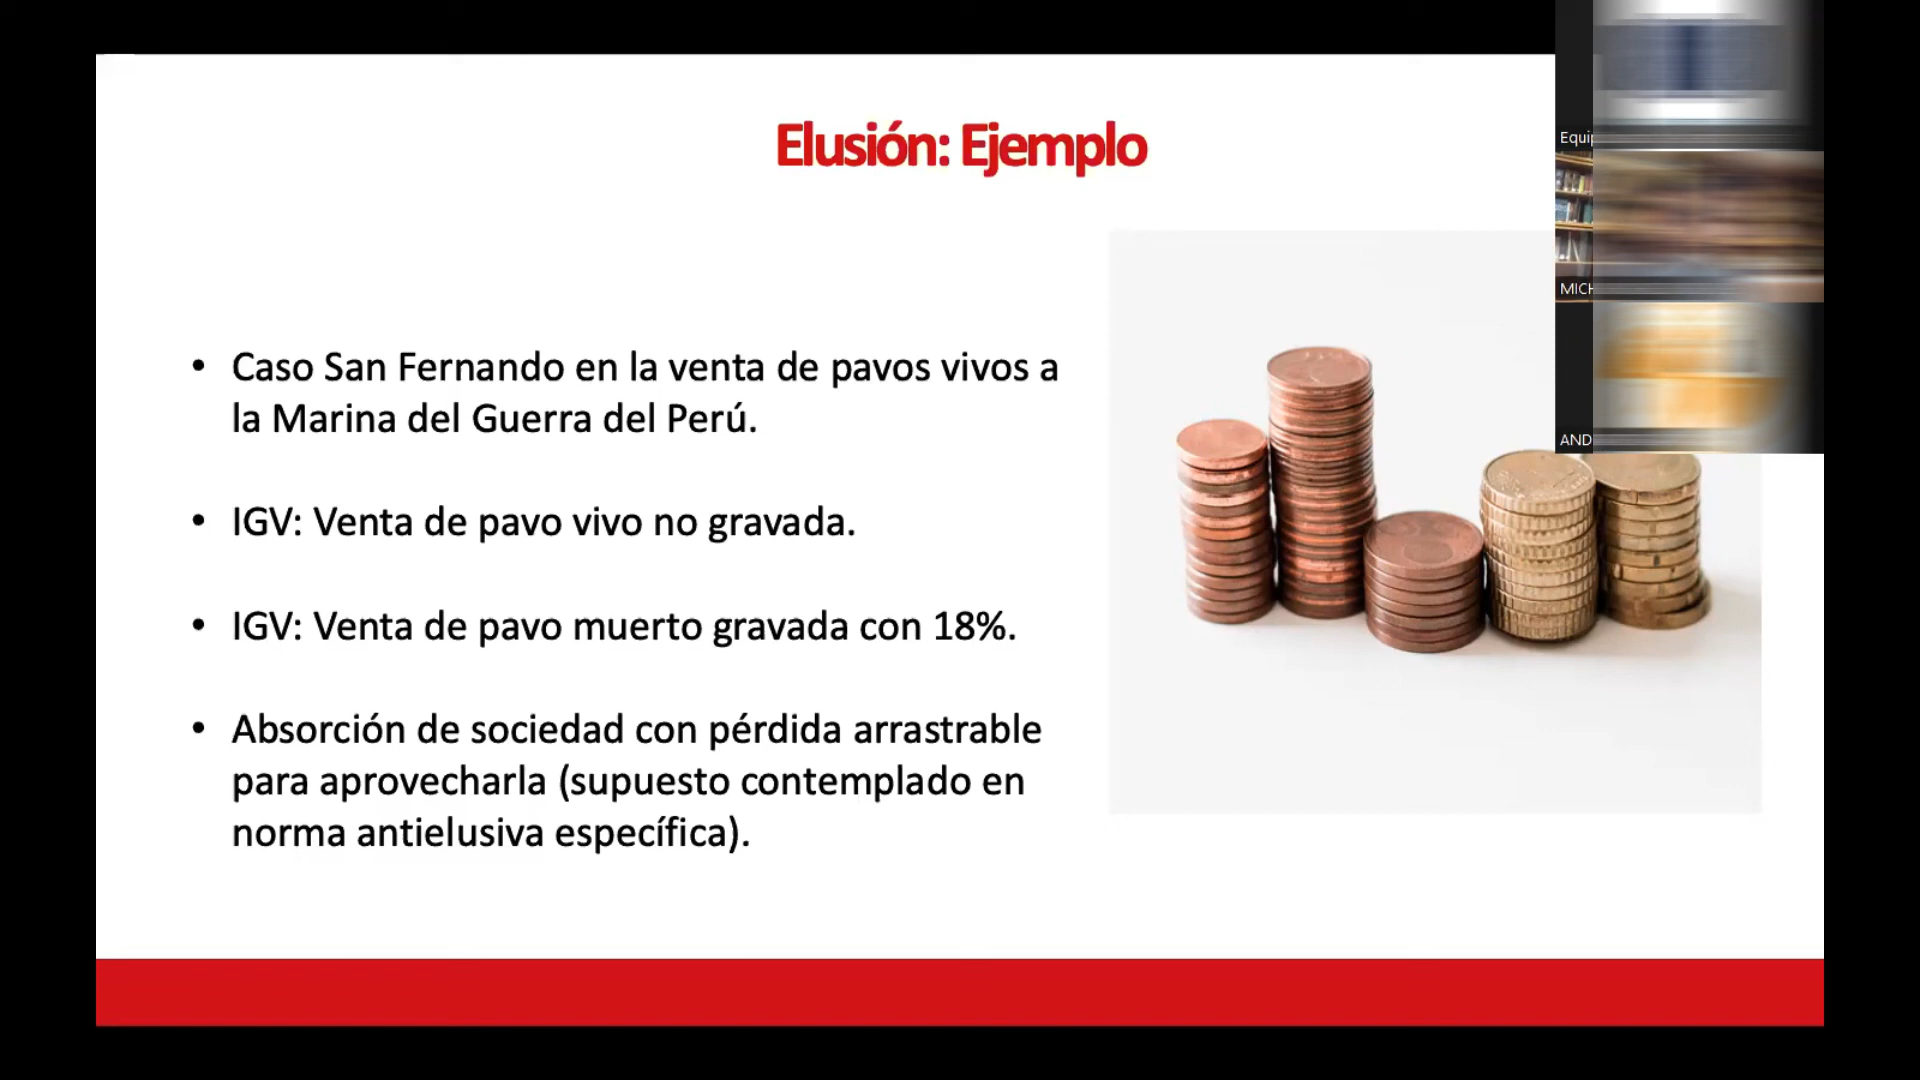 Elusión: Ejemplo
• Caso San Fernando en la venta de pavos vivos a
la Marina del Guerra del Perú.
• IGV: Venta de pavo vivo no gravada.
• IGV: Venta de pavo muerto gravada con 18%.
• Absorción de sociedad con pérdida arrastrable
para aprovecharla (supuesto contemplado en
norma antielusiva específica).